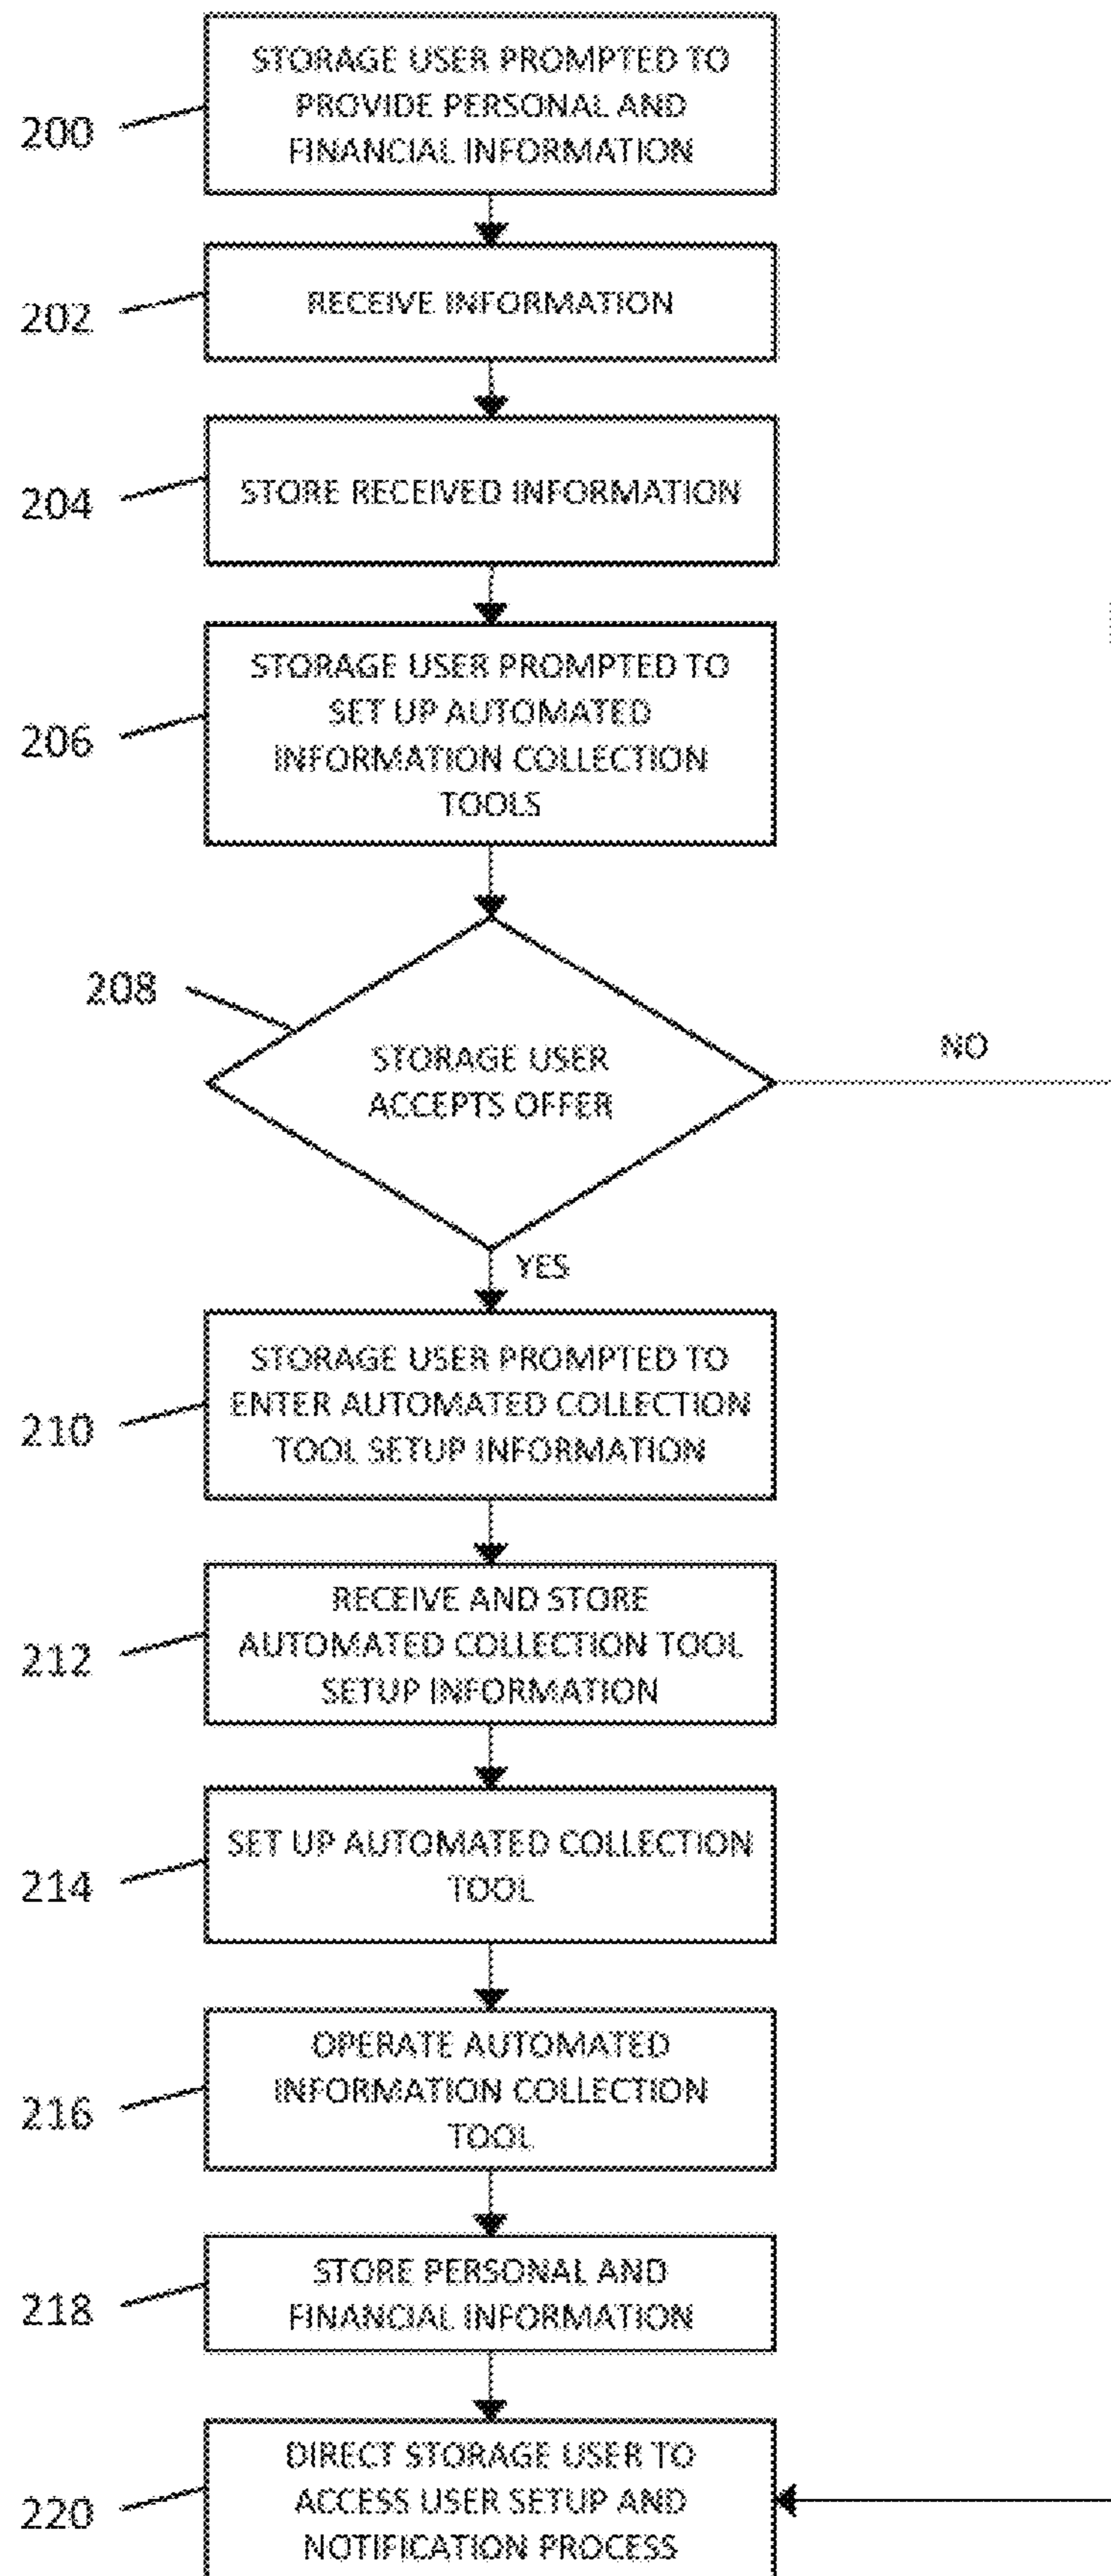 200
STORAGE USER PROMPTED TO
PROVIDE PERSONAL AND
FINANCIAL INFORMATION
202
RECEIVE INFORMATION
204
STORE RECEIVED INFORMATION
206
STORAGE USER PROMPTED TO
SET UP AUTOMATED
INFORMATION COLLECTION
TOOLS
208
STORAGE USER
ACCEPTS OFFER
NO
YES
210
STORAGE USER PROMPTED TO
ENTER AUTOMATED COLLECTION
TOOL SETUP INFORMATION
212
RECEIVE AND STORE
AUTOMATED COLLECTION TOOL
SETUP INFORMATION
214
SET UP AUTOMATED COLLECTION
TOOL
216
OPERATE AUTOMATED
INFORMATION COLLECTION
TOOL
218
STORE PERSONAL AND
FINANCIAL INFORMATION
220
DIRECT STORAGE USER TO
ACCESS USER SETUP AND
NOTIFICATION PROCESS